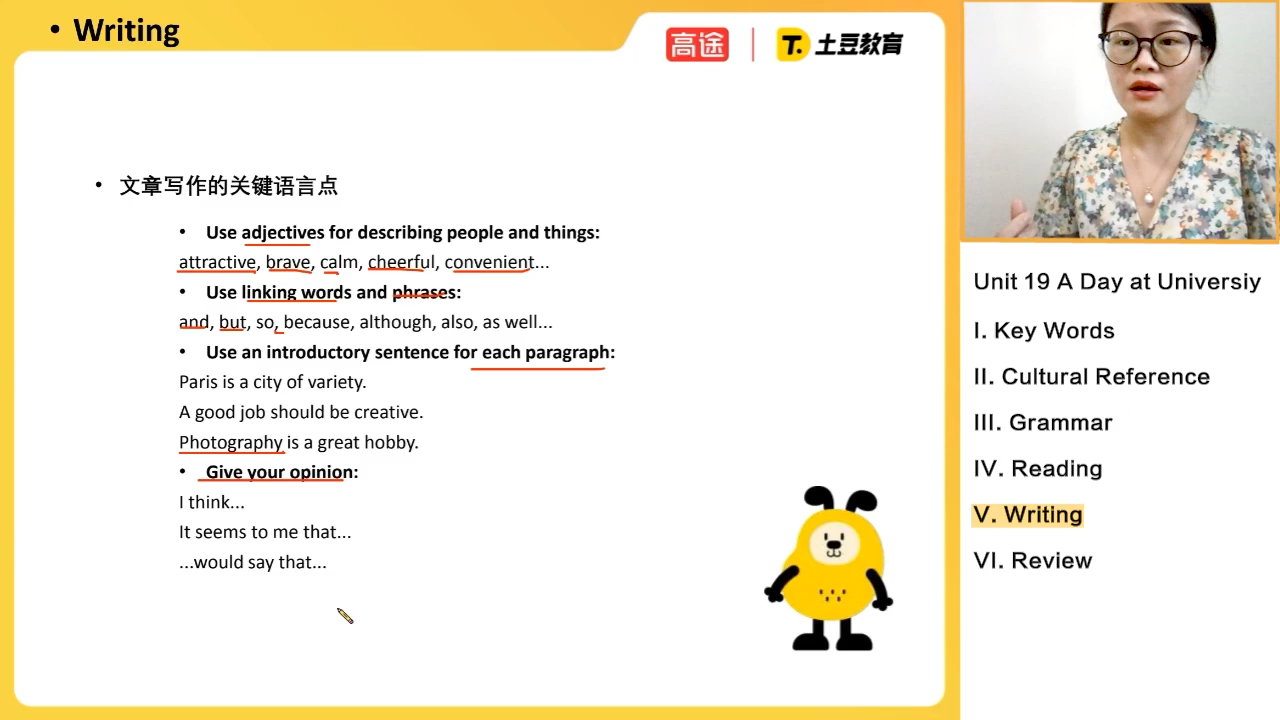 • Writing
高途 T. 土豆教育
• 文章写作的关键语言点
• Use adjectives for describing people and things:
attractive, brave, calm, cheerful, convenient...
• Use linking words and phrases:
and, but, so, because, although, also, as well...
• Use an introductory sentence for each paragraph:
Paris is a city of variety.
A good job should be creative.
Photography is a great hobby.
• Give your opinion:
I think...
It seems to me that...
...would say that...
Unit 19 A Day at Universiy
I. Key Words
II. Cultural Reference
III. Grammar
IV. Reading
V. Writing
VI. Review